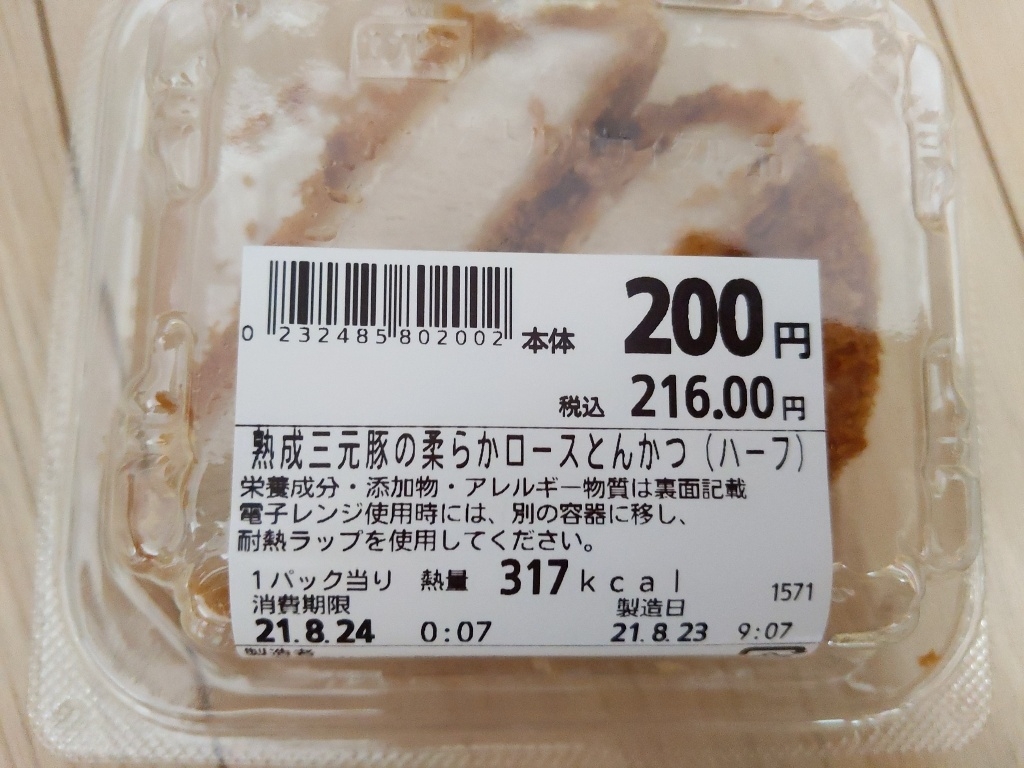 0 232485 802002
本体 200円
税込 216.00円
熟成三元豚の柔らかロースとんかつ（ハーフ）
栄養成分・添加物・アレルギー物質は裏面記載
電子レンジ使用時には、別の容器に移し、
耐熱ラップを使用してください。
1パック当り 熱量 317kcal 1571
消費期限 製造日
21.8.24 0:07 21.8.23 9:07
製造者